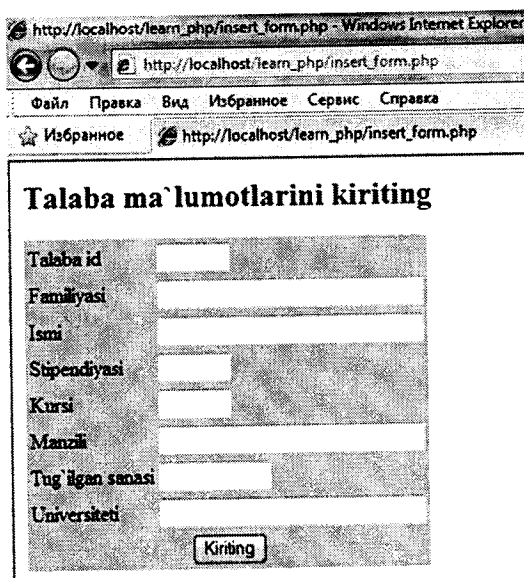 http://localhost/learn_php/insert_form.php - Windows Internet Explorer
http://localhost/learn_php/insert_form.php
Файл Правка Вид Избранное Сервис Справка
Избранное http://localhost/learn_php/insert_form.php
Talaba ma`lumotlarini kiriting
Talaba id
Familiyasi
Ismi
Stipendiyasi
Kursi
Manzili
Tug`ilgan sanasi
Universiteti
Kiriting